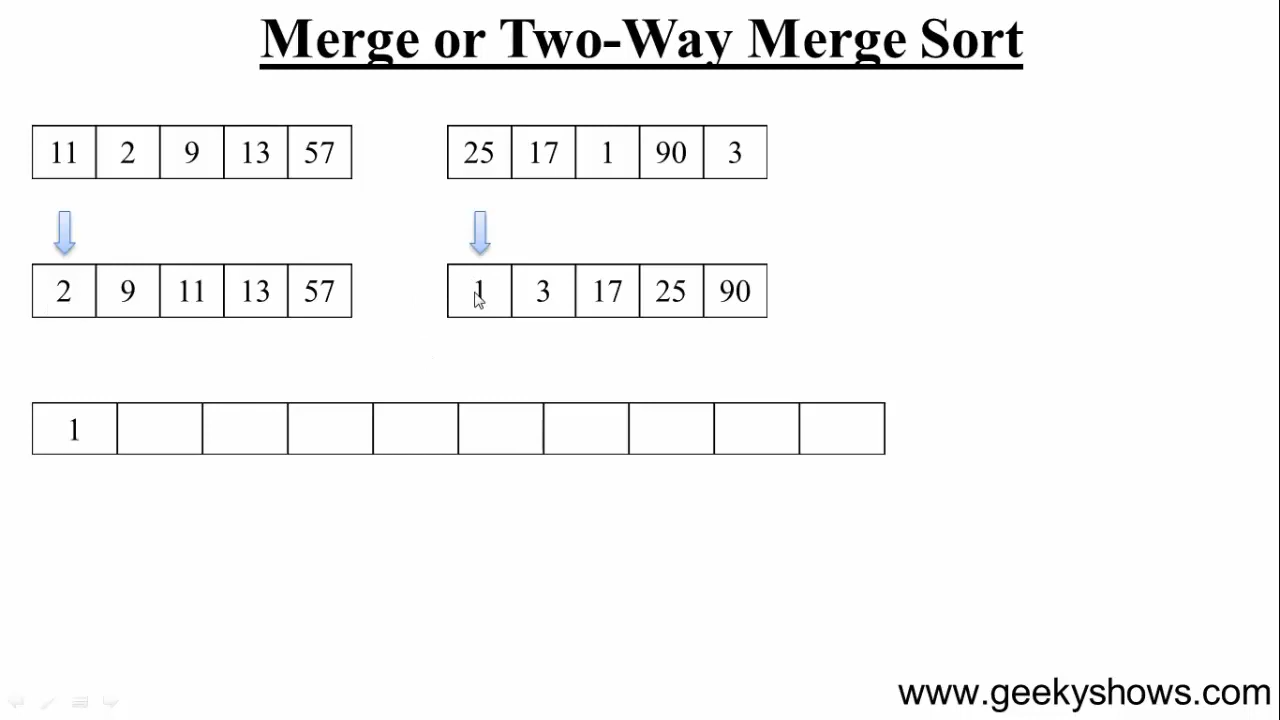 Merge or Two-Way Merge Sort
11 2 9 13 57 25 17 1 90 3
2 9 11 13 57 1 3 17 25 90
1
www.geekyshows.com